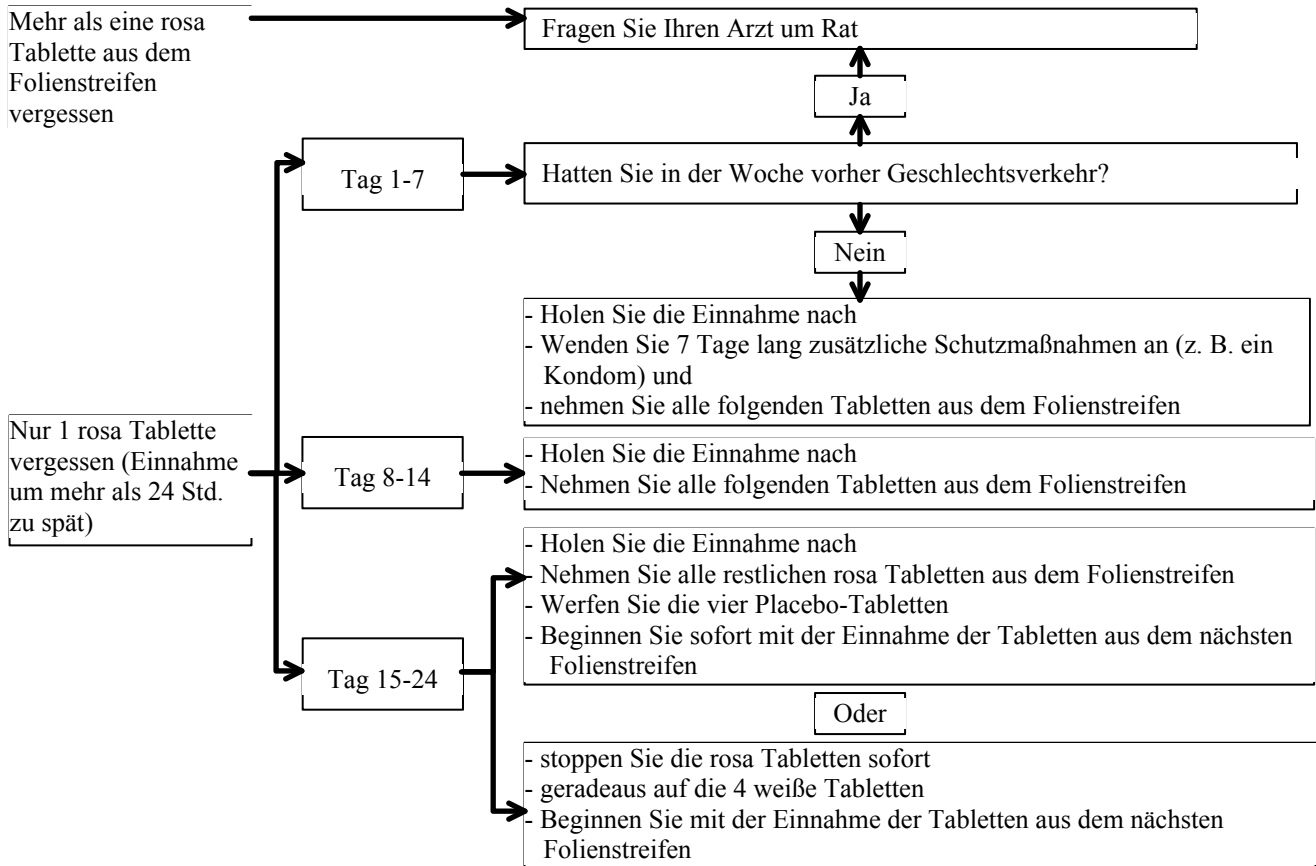 Mehr als eine rosa
Tablette aus dem
Folienstreifen
vergessen
Fragen Sie Ihren Arzt um Rat
Ja
Tag 1-7
Hatten Sie in der Woche vorher Geschlechtsverkehr?
Nein
- Holen Sie die Einnahme nach
- Wenden Sie 7 Tage lang zusätzliche Schutzmaßnahmen an (z. B. ein
Kondom) und
- nehmen Sie alle folgenden Tabletten aus dem Folienstreifen
Nur 1 rosa Tablette
vergessen (Einnahme
um mehr als 24 Std.
zu spät)
Tag 8-14
- Holen Sie die Einnahme nach
- Nehmen Sie alle folgenden Tabletten aus dem Folienstreifen
Tag 15-24
- Holen Sie die Einnahme nach
- Nehmen Sie alle restlichen rosa Tabletten aus dem Folienstreifen
- Werfen Sie die vier Placebo-Tabletten
- Beginnen Sie sofort mit der Einnahme der Tabletten aus dem nächsten
Folienstreifen
Oder
- stoppen Sie die rosa Tabletten sofort
- geradeaus auf die 4 weiße Tabletten
- Beginnen Sie mit der Einnahme der Tabletten aus dem nächsten
Folienstreifen